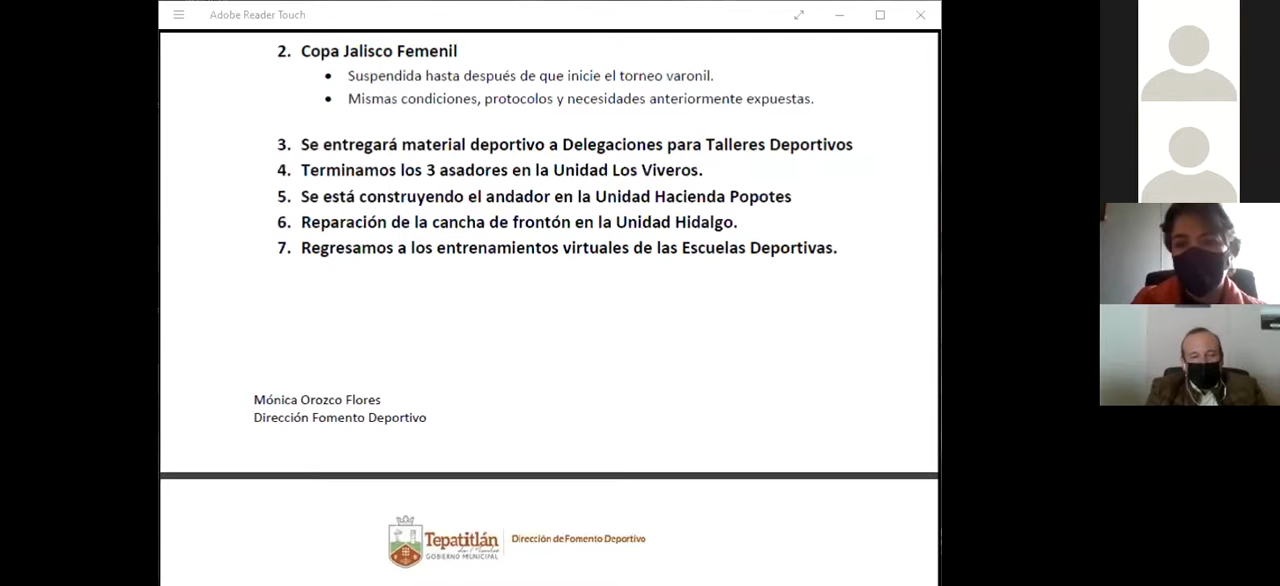 Adobe Reader Touch
2. Copa Jalisco Femenil
• Suspendida hasta después de que inicie el torneo varonil.
• Mismas condiciones, protocolos y necesidades anteriormente expuestas.
3. Se entregará material deportivo a Delegaciones para Talleres Deportivos
4. Terminamos los 3 asadores en la Unidad Los Viveros.
5. Se está construyendo el andador en la Unidad Hacienda Popotes
6. Reparación de la cancha de frontón en la Unidad Hidalgo.
7. Regresamos a los entrenamientos virtuales de las Escuelas Deportivas.
Mónica Orozco Flores
Dirección Fomento Deportivo
Tepatitlán
de Morelos
GOBIERNO MUNICIPAL
Dirección de Fomento Deportivo